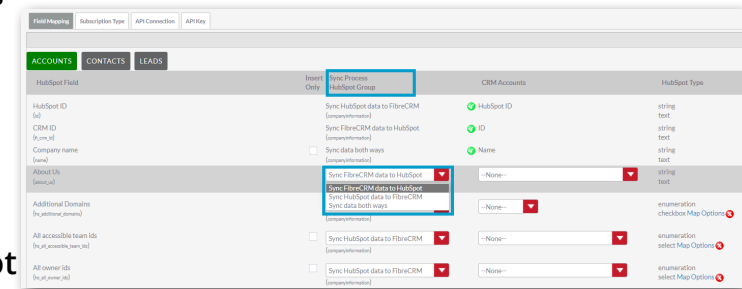 Field Mapping Subscription Type API Connection API Key
ACCOUNTS CONTACTS LEADS
HubSpot Field Insert Only Sync Process HubSpot Group CRM Accounts HubSpot Type
HubSpot ID Sync HubSpot data to FibreCRM HubSpot ID string
(id) (companyinformation) text
CRM ID Sync FibreCRM data to HubSpot ID string
(companyinformation) text
Company name Sync data both ways Name string
(name) (companyinformation) text
About Us Sync FibreCRM data to HubSpot --None-- string
(about_us) text
Sync FibreCRM data to HubSpot
Sync HubSpot data to FibreCRM
Sync data both ways
Additional Domains --None-- enumeration
(hs_additional_domains) (companyinformation) checkbox Map Options
All accessible team ids Sync HubSpot data to FibreCRM --None-- enumeration
(hs_all_accessible_team_ids) (companyinformation) select Map Options
All owner ids Sync HubSpot data to FibreCRM --None-- enumeration
(hs_all_owner_ids) (companyinformation) select Map Options